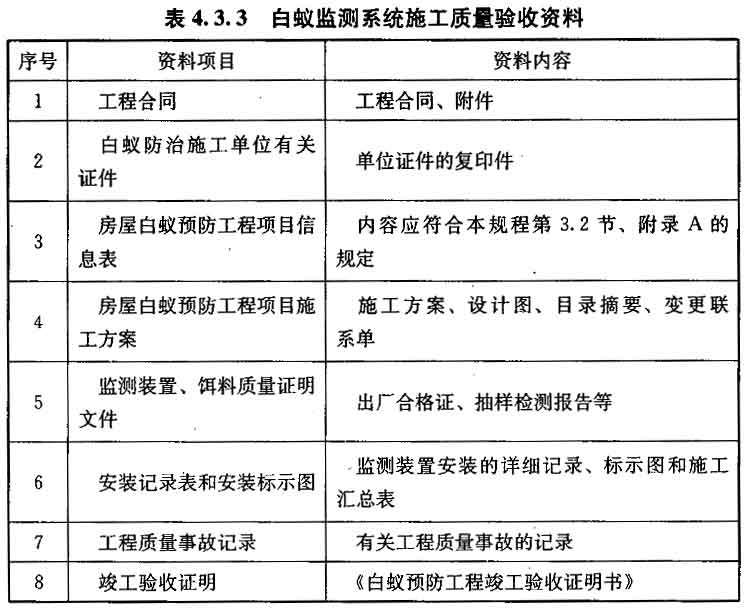 表 4.3.3 白蚁监测系统施工质量验收资料
序号 资料项目 资料内容
1 工程合同 工程合同、附件
2 白蚁防治施工单位有关证件 单位证件的复印件
3 房屋白蚁预防工程项目信息表 内容应符合本规程第 3.2 节、附录 A 的规定
4 房屋白蚁预防工程项目施工方案 施工方案、设计图、目录摘要、变更联系单
5 监测装置、饵料质量证明文件 出厂合格证、抽样检测报告等
6 安装记录表和安装标示图 监测装置安装的详细记录、标示图和施工汇总表
7 工程质量事故记录 有关工程质量事故的记录
8 竣工验收证明 《白蚁预防工程竣工验收证明书》